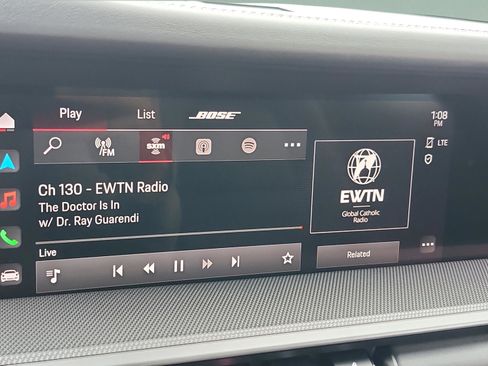 Play List BOSE
1:08
PM
/FM sxm
LTE
Ch 130 - EWTN Radio
The Doctor Is In
w/ Dr. Ray Guarendi
EWTN
Global Catholic
Radio
Live
Related